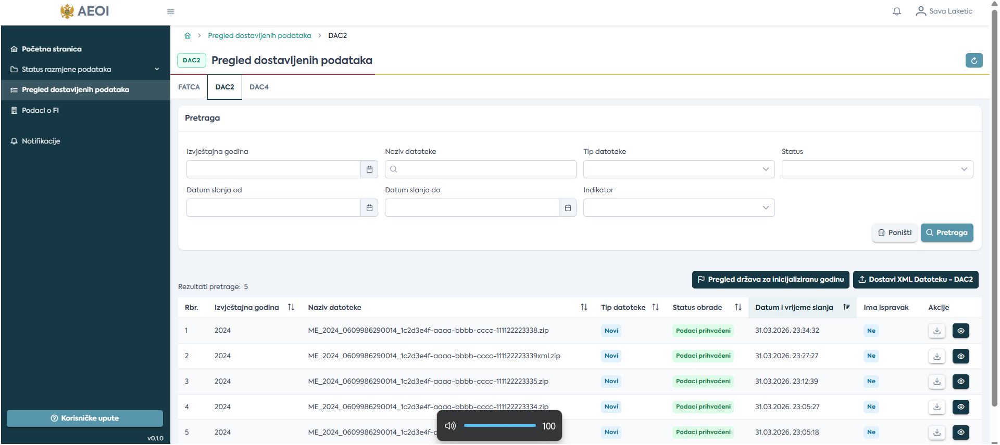 AEOI
Sava Laketic
Početna stranica
Status razmjene podataka
Pregled dostavljenih podataka
Podaci o FI
Notifikacije
Korisničke upute
v0.1.0
Pregled dostavljenih podataka > DAC2
DAC2 Pregled dostavljenih podataka
FATCA DAC2 DAC4
Pretraga
Izvještajna godina Naziv datoteke Tip datoteke Status
Datum slanja od Datum slanja do Indikator
Poništi Pretraga
Pregled država za inicijaliziranu godinu Dostavi XML Datoteku - DAC2
Rezultati pretrage: 5
Rbr. Izvještajna godina Naziv datoteke Tip datoteke Status obrade Datum i vrijeme slanja Ima ispravak Akcije
1 2024 ME_2024_0609986290014_1c2d3e4f-aaaa-bbbb-cccc-111122223338.zip Novi Podaci prihvaćeni 31.03.2026. 23:34:32 Ne
2 2024 ME_2024_0609986290014_1c2d3e4f-aaaa-bbbb-cccc-111122223339xml.zip Novi Podaci prihvaćeni 31.03.2026. 23:27:27 Ne
3 2024 ME_2024_0609986290014_1c2d3e4f-aaaa-bbbb-cccc-111122223335.zip Novi Podaci prihvaćeni 31.03.2026. 23:12:39 Ne
4 2024 ME_2024_0609986290014_1c2d3e4f-aaaa-bbbb-cccc-111122223334.zip Novi Podaci prihvaćeni 31.03.2026. 23:05:27 Ne
5 2024 ME_2024_0609986290014_1c2d3e4f- Novi Podaci prihvaćeni 31.03.2026. 23:05:18 Ne
100